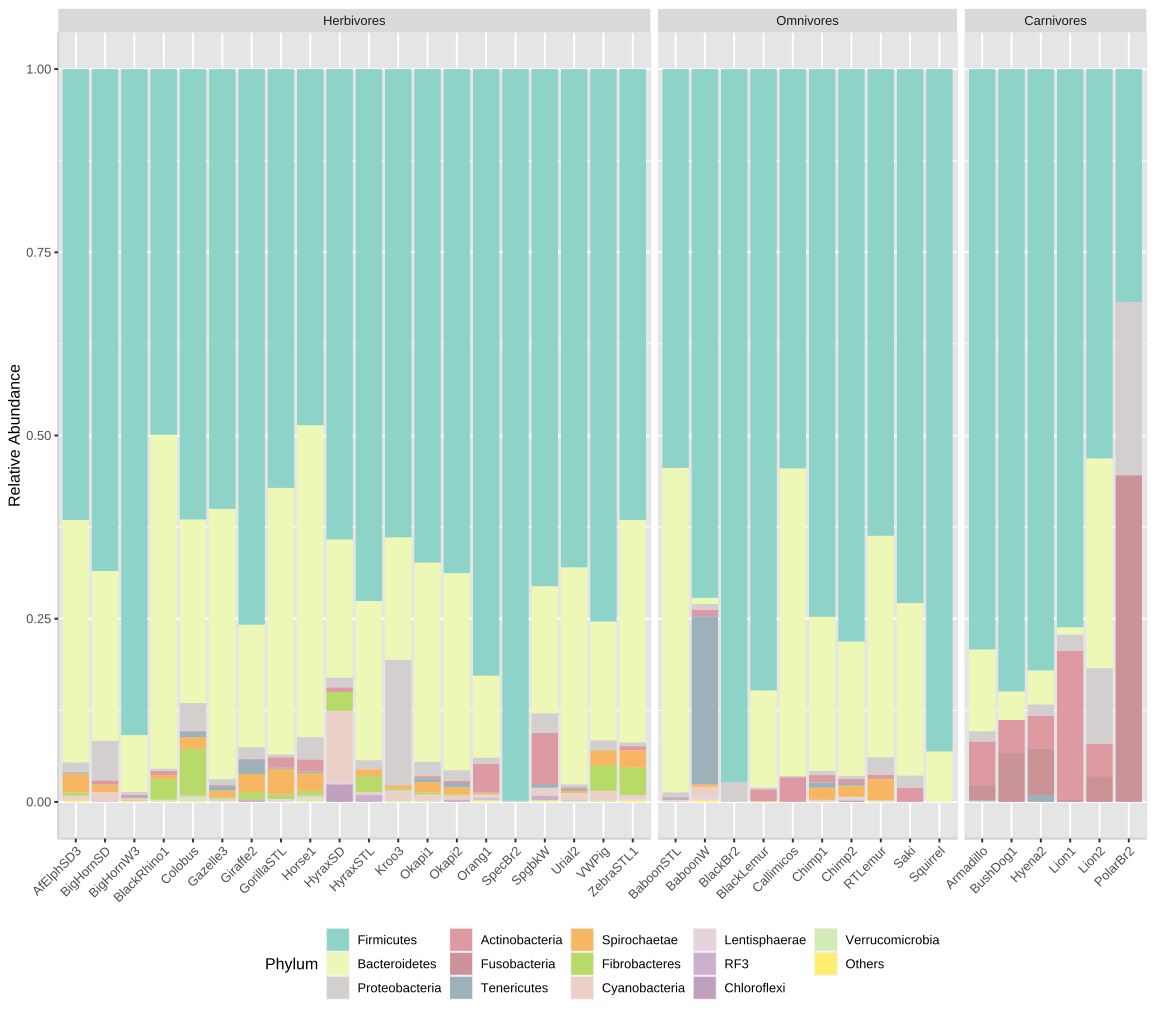 Herbivores Omnivores Carnivores
1.00
0.75
0.50
0.25
0.00
Relative Abundance
AfElphSD3 BigHornSD BigHornW3 BlackRhino1 Colobus Gazelle3 Giraffe2 GorillaSTL Horse1 HyraxSD HyraxSTL Kroo3 Okapi1 Okapi2 Orang1 SpecBr2 SpgbkW Urial2 VWPig ZebraSTL1 BaboonSTL BaboonW BlackBr2 BlackLemur Callimicos Chimp1 Chimp2 RTLemur Saki Squirrel Armadillo BushDog1 Hyena2 Lion1 Lion2 PolarBr2
Firmicutes Actinobacteria Spirochaetae Lentisphaerae Verrucomicrobia
Phylum Bacteroidetes Fusobacteria Fibrobacteres RF3 Others
Proteobacteria Tenericutes Cyanobacteria Chloroflexi